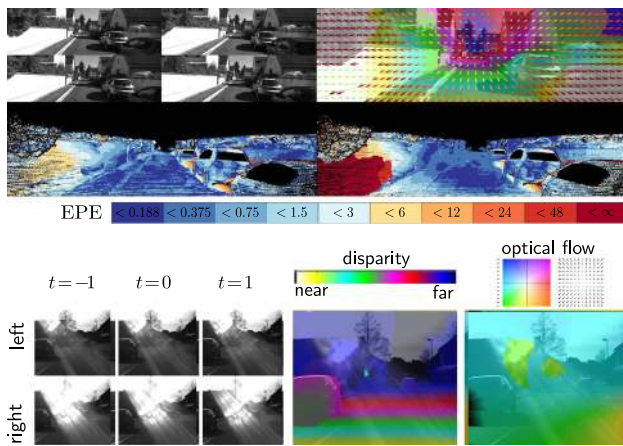 EPE < 0.188 < 0.375 < 0.75 < 1.5 < 3 < 6 < 12 < 24 < 48 < ∞
optical flow
disparity
t=−1 t=0 t=1
near far
left
right